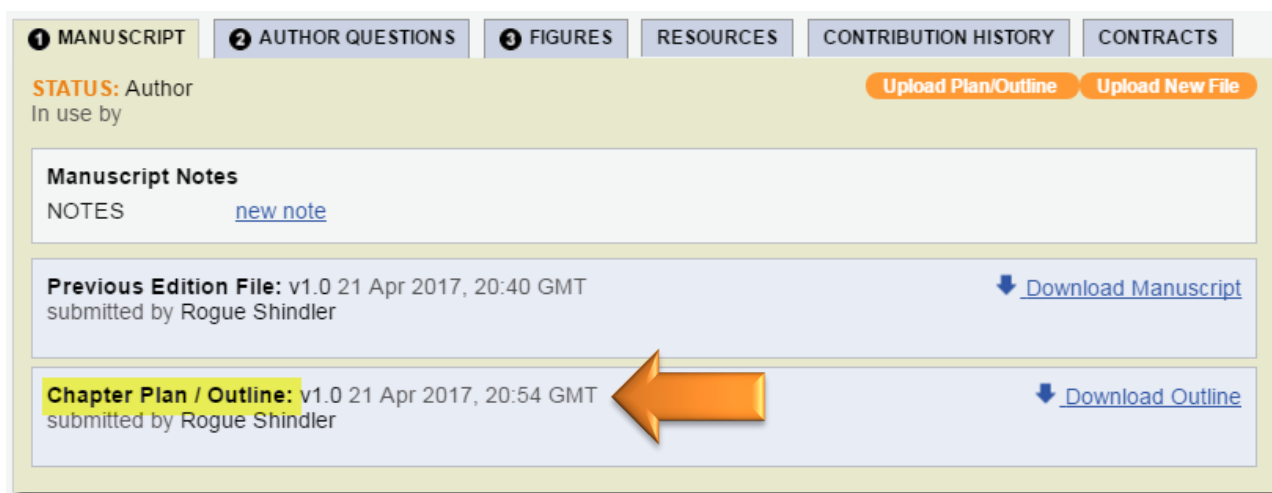 1 MANUSCRIPT 2 AUTHOR QUESTIONS 3 FIGURES RESOURCES CONTRIBUTION HISTORY CONTRACTS
STATUS: Author Upload Plan/Outline Upload New File
In use by
Manuscript Notes
NOTES new note
Previous Edition File: v1.0 21 Apr 2017, 20:40 GMT Download Manuscript
submitted by Rogue Shindler
Chapter Plan / Outline: v1.0 21 Apr 2017, 20:54 GMT Download Outline
submitted by Rogue Shindler